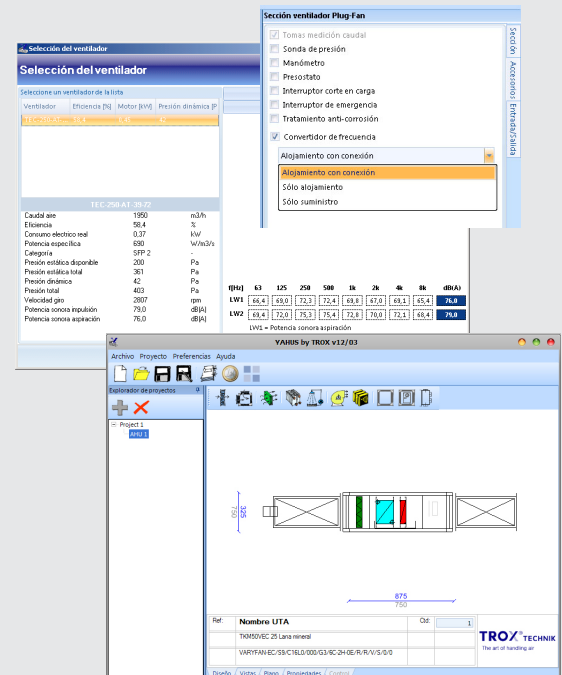 Sección ventilador Plug-Fan
Tomas medición caudal
Sonda de presión
Manómetro
Presostato
Interruptor corte en carga
Interruptor de emergencia
Tratamiento anti-corrosión
Convertidor de frecuencia
Alojamiento con conexión
Alojamiento con conexión
Sólo alojamiento
Sólo suministro
Sección
Accesorios
Entrada/Salida
Selección del ventilador
Selección del ventilador
Seleccione un ventilador de la lista
Ventilador Eficiencia [%] Motor [kW] Presión dinámica [P
TEC-250-AT-39-72
Caudal aire 1950 m3/h
Eficiencia 58,4 %
Consumo electrico real 0,37 kW
Potencia específica 690 W/m3/s
Categoría SFP 2 -
Presión estática disponible 200 Pa
Presión estática total 361 Pa
Presión dinámica 42 Pa
Presión total 403 Pa
Velocidad giro 2807 rpm
Potencia sonora impulsión 79,0 dB(A)
Potencia sonora aspiración 76,0 dB(A)
f[Hz] 63 125 250 500 1k 2k 4k 8k dB(A)
LW1 66,4 69,0 72,3 72,4 69,8 67,0 69,1 65,4 76,0
LW2 69,4 72,0 75,3 75,4 72,8 70,0 72,1 68,4 79,0
LW1 = Potencia sonora aspiración
YAHUS by TROX v12/03
Archivo Proyecto Preferencias Ayuda
Explorador de proyectos
Project 1
AHU 1
325
750
875
750
Ref: Nombre UTA Ctd: 1
TKM50VEC 25 Lana mineral
VARYFAN-EC/S9/C16L0/000/G3/6C-2H-0E/R/R/V/S/0/0
TROX TECHNIK
The art of handling air
Diseño Vistas Plano Propiedades Control